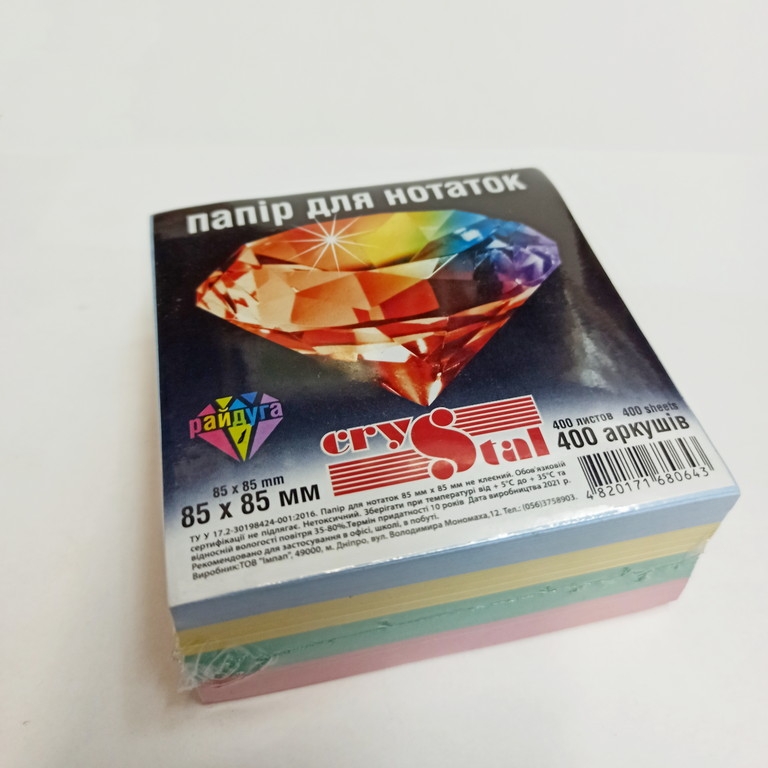 папір для нотаток
райдуга
cryStal
400 листов 400 sheets
400 аркушів
85 x 85 mm
85 x 85 мм
ТУ У 17.2-30198424-001:2016. Папір для нотаток 85 мм х 85 мм не клеєний. Обов'язковій
сертифікації не підлягає. Нетоксичний. Зберігати при температурі від + 5°С до + 35°С та
відносній вологості повітря 35-80%.Термін придатності 10 років. Дата виробництва 2021 р.
Рекомендовано для застосування в офісі, школі, в побуті.
Виробник:ТОВ "Імпал", 49000, м. Дніпро, вул. Володимира Мономаха,12. Тел.: (056)3758903.
4 820171 680643